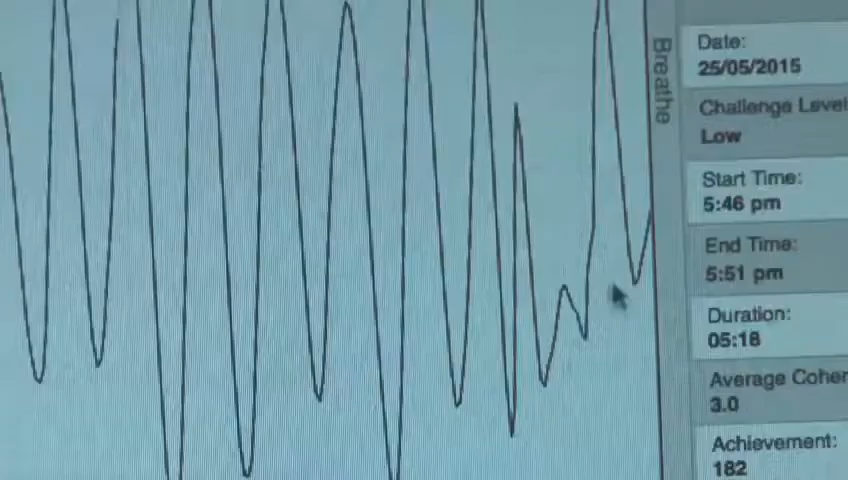 Breathe
Date:
25/05/2015
Challenge Level
Low
Start Time:
5:46 pm
End Time:
5:51 pm
Duration:
05:18
Average Coher
3.0
Achievement:
182